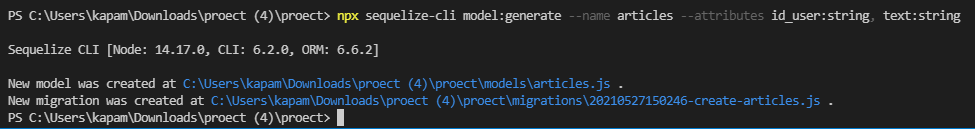 PS C:\Users\kapam\Downloads\proect (4)\proect> npx sequelize-cli model:generate --name articles --attributes id_user:string, text:string
Sequelize CLI [Node: 14.17.0, CLI: 6.2.0, ORM: 6.6.2]
New model was created at C:\Users\kapam\Downloads\proect (4)\proect\models\articles.js .
New migration was created at C:\Users\kapam\Downloads\proect (4)\proect\migrations\20210527150246-create-articles.js .
PS C:\Users\kapam\Downloads\proect (4)\proect>